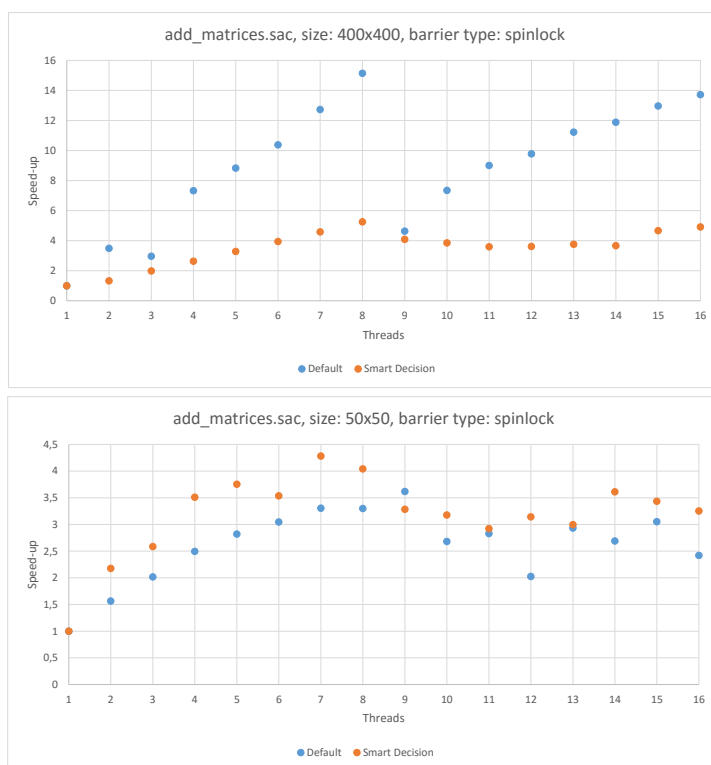 add_matrices.sac, size: 400x400, barrier type: spinlock
16
14
12
10
8
6
4
2
0
Speed-up
1 2 3 4 5 6 7 8 9 10 11 12 13 14 15 16
Threads
Default Smart Decision
add_matrices.sac, size: 50x50, barrier type: spinlock
4,5
4
3,5
3
2,5
2
1,5
1
0,5
0
Speed-up
1 2 3 4 5 6 7 8 9 10 11 12 13 14 15 16
Threads
Default Smart Decision